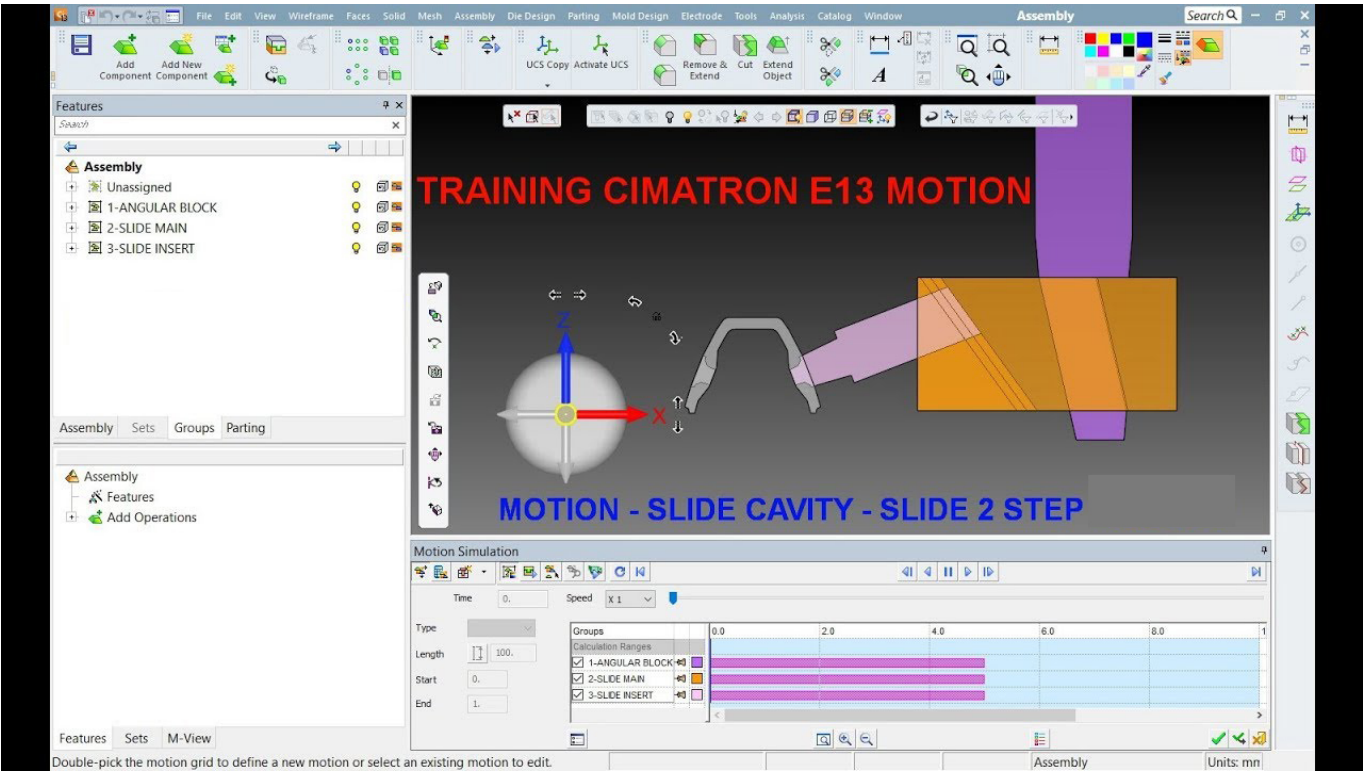 File Edit View Wireframe Faces Solid Mesh Assembly Die Design Parting Mold Design Electrode Tools Analysis Catalog Window Assembly Search
Add Component
Add New Component
UCS Copy
Activate UCS
Remove & Extend
Cut
Extend Object
A
Features
Search
Assembly
Unassigned
1-ANGULAR BLOCK
2-SLIDE MAIN
3-SLIDE INSERT
Assembly Sets Groups Parting
Assembly
Features
Add Operations
Features Sets M-View
TRAINING CIMATRON E13 MOTION
Z
X
MOTION - SLIDE CAVITY - SLIDE 2 STEP
Motion Simulation
Time 0. Speed X 1
Type
Length 100.
Start 0.
End 1.
Groups 0.0 2.0 4.0 6.0 8.0 1
Calculation Ranges
1-ANGULAR BLOCK
2-SLIDE MAIN
3-SLIDE INSERT
Double-pick the motion grid to define a new motion or select an existing motion to edit. Assembly Units: mm